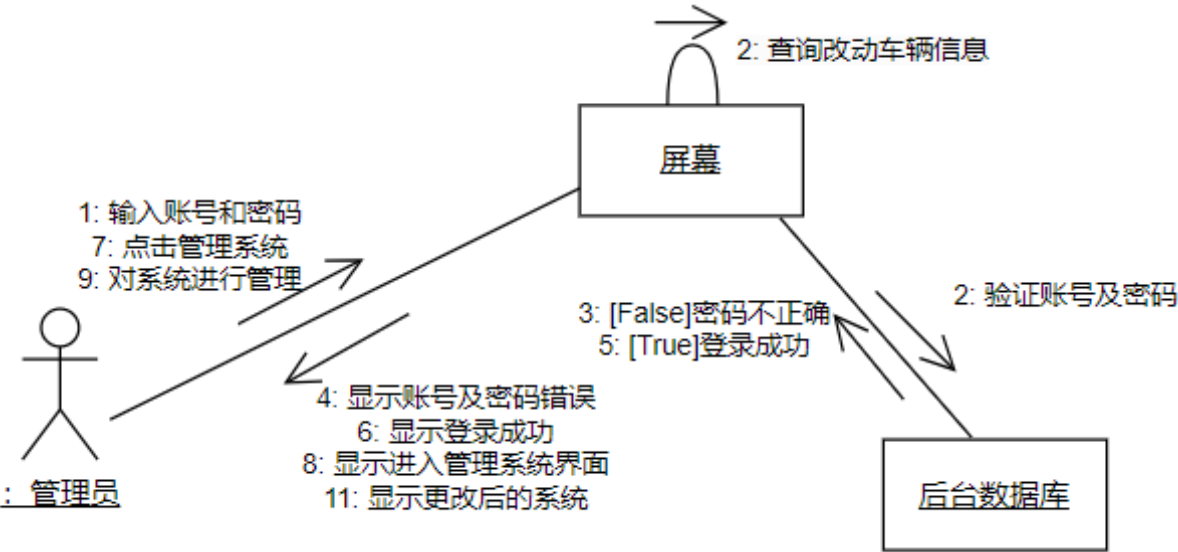 2: 查询改动车辆信息
屏幕
1: 输入账号和密码
7: 点击管理系统
9: 对系统进行管理
2: 验证账号及密码
3: [False]密码不正确
5: [True]登录成功
4: 显示账号及密码错误
6: 显示登录成功
8: 显示进入管理系统界面
11: 显示更改后的系统
: 管理员
后台数据库